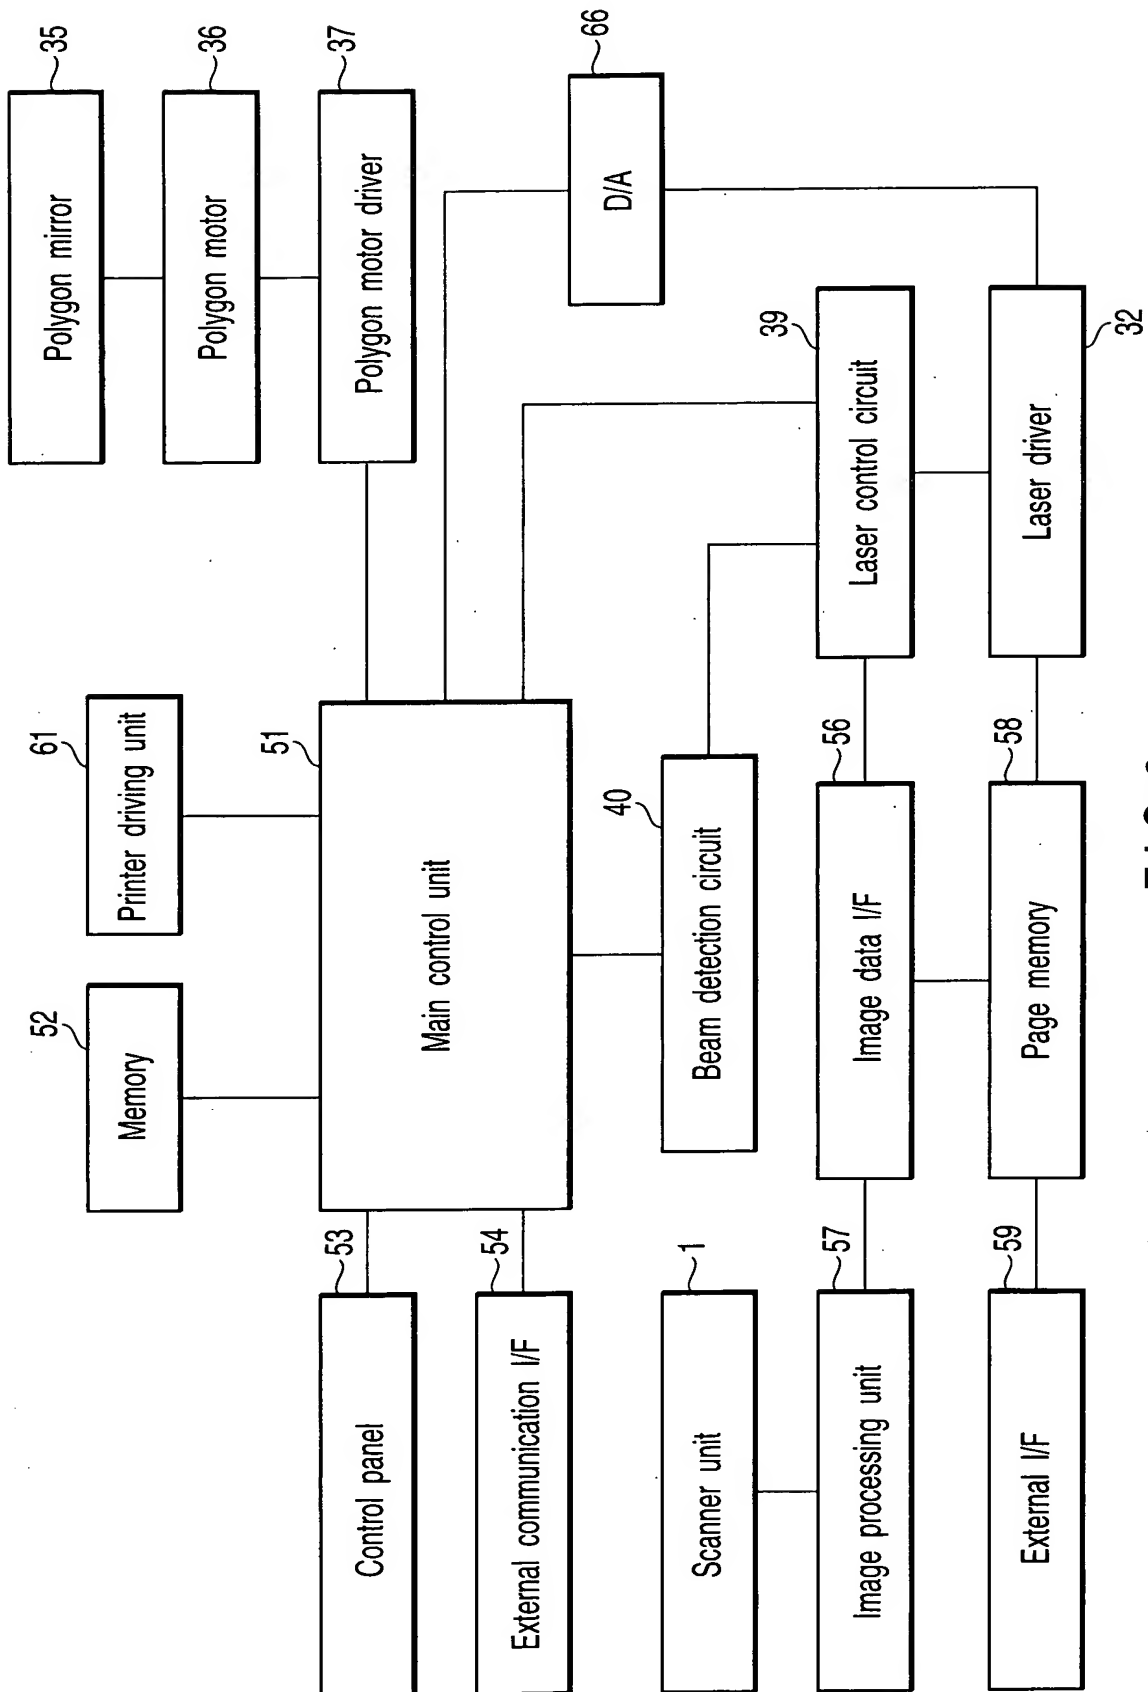 52
61
35
Polygon mirror
Memory
Printer driving unit
36
Polygon motor
51
53
37
Control panel
Polygon motor driver
Main control unit
54
External communication I/F
66
D/A
40
1
Scanner unit
Beam detection circuit
39
57
56
Image processing unit
Image data I/F
Laser control circuit
59
58
External I/F
Page memory
Laser driver
32